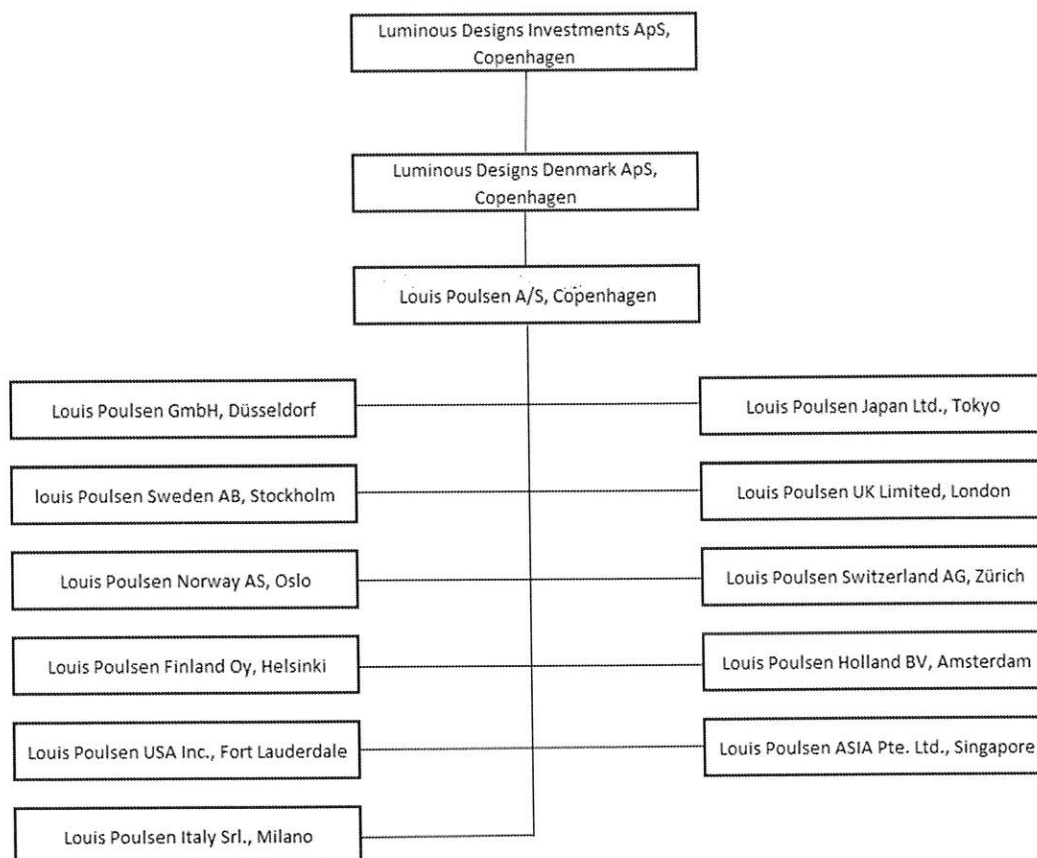 Luminous Designs Investments ApS,
Copenhagen
Luminous Designs Denmark ApS,
Copenhagen
Louis Poulsen A/S, Copenhagen
Louis Poulsen GmbH, Düsseldorf
Louis Poulsen Japan Ltd., Tokyo
louis Poulsen Sweden AB, Stockholm
Louis Poulsen UK Limited, London
Louis Poulsen Norway AS, Oslo
Louis Poulsen Switzerland AG, Zürich
Louis Poulsen Finland Oy, Helsinki
Louis Poulsen Holland BV, Amsterdam
Louis Poulsen USA Inc., Fort Lauderdale
Louis Poulsen ASIA Pte. Ltd., Singapore
Louis Poulsen Italy Srl., Milano